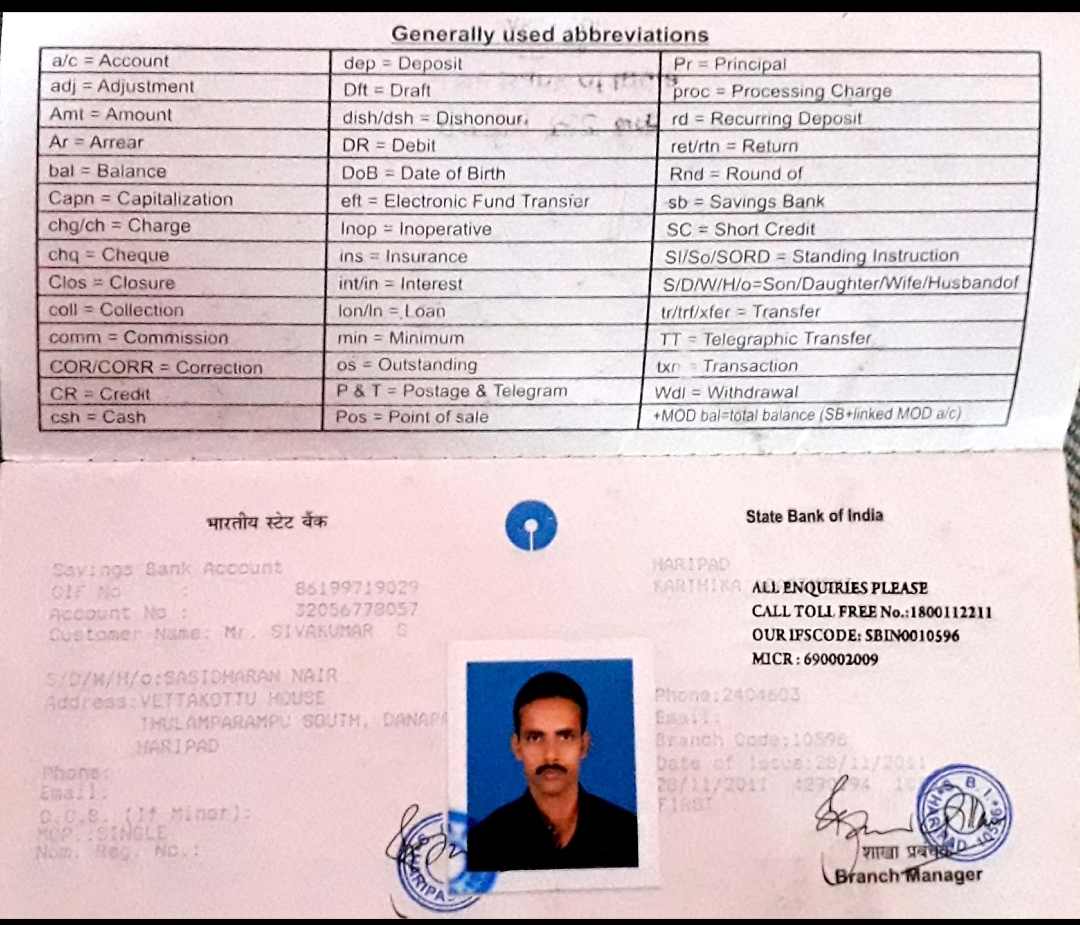 Generally used abbreviations
a/c = Account
adj = Adjustment
Amt = Amount
Ar = Arrear
bal = Balance
Capn = Capitalization
chg/ch = Charge
chq = Cheque
Clos = Closure
coll = Collection
comm = Commission
COR/CORR = Correction
CR = Credit
csh = Cash
dep = Deposit
Dft = Draft
dish/dsh = Dishonour
DR = Debit
DoB = Date of Birth
eft = Electronic Fund Transfer
Inop = Inoperative
ins = Insurance
int/in = Interest
lon/ln = Loan
min = Minimum
os = Outstanding
P & T = Postage & Telegram
Pos = Point of sale
Pr = Principal
proc = Processing Charge
rd = Recurring Deposit
ret/rtn = Return
Rnd = Round of
sb = Savings Bank
SC = Short Credit
SI/So/SORD = Standing Instruction
S/D/W/H/o=Son/Daughter/Wife/Husbandof
tr/trf/xfer = Transfer
TT = Telegraphic Transfer
txn = Transaction
Wdl = Withdrawal
+MOD bal=total balance (SB+linked MOD a/c)
भारतीय स्टेट बैंक
State Bank of India
Savings Bank Account
CIF No : 86199719029
Account No : 32056778057
Customer Name: Mr. SIVAKUMAR S
S/D/W/H/o:SASIDHARAN NAIR
Address:VETTAKOTTU HOUSE
THULAMPARAMPU SOUTH, DANAPA
HARIPAD
Phone:
Email:
D.O.B. (If Minor):
MOP.:SINGLE
Nom. Reg. No.:
HARIPAD
KARTHIKA
ALL ENQUIRIES PLEASE
CALL TOLL FREE No.:1800112211
OUR IFSCODE: SBIN0010596
MICR : 690002009
Phone:2404603
Email:
Branch Code:10596
Date of Issue:28/11/2011
28/11/2011 4290794
FIRST
शाखा प्रबंधक
Branch Manager